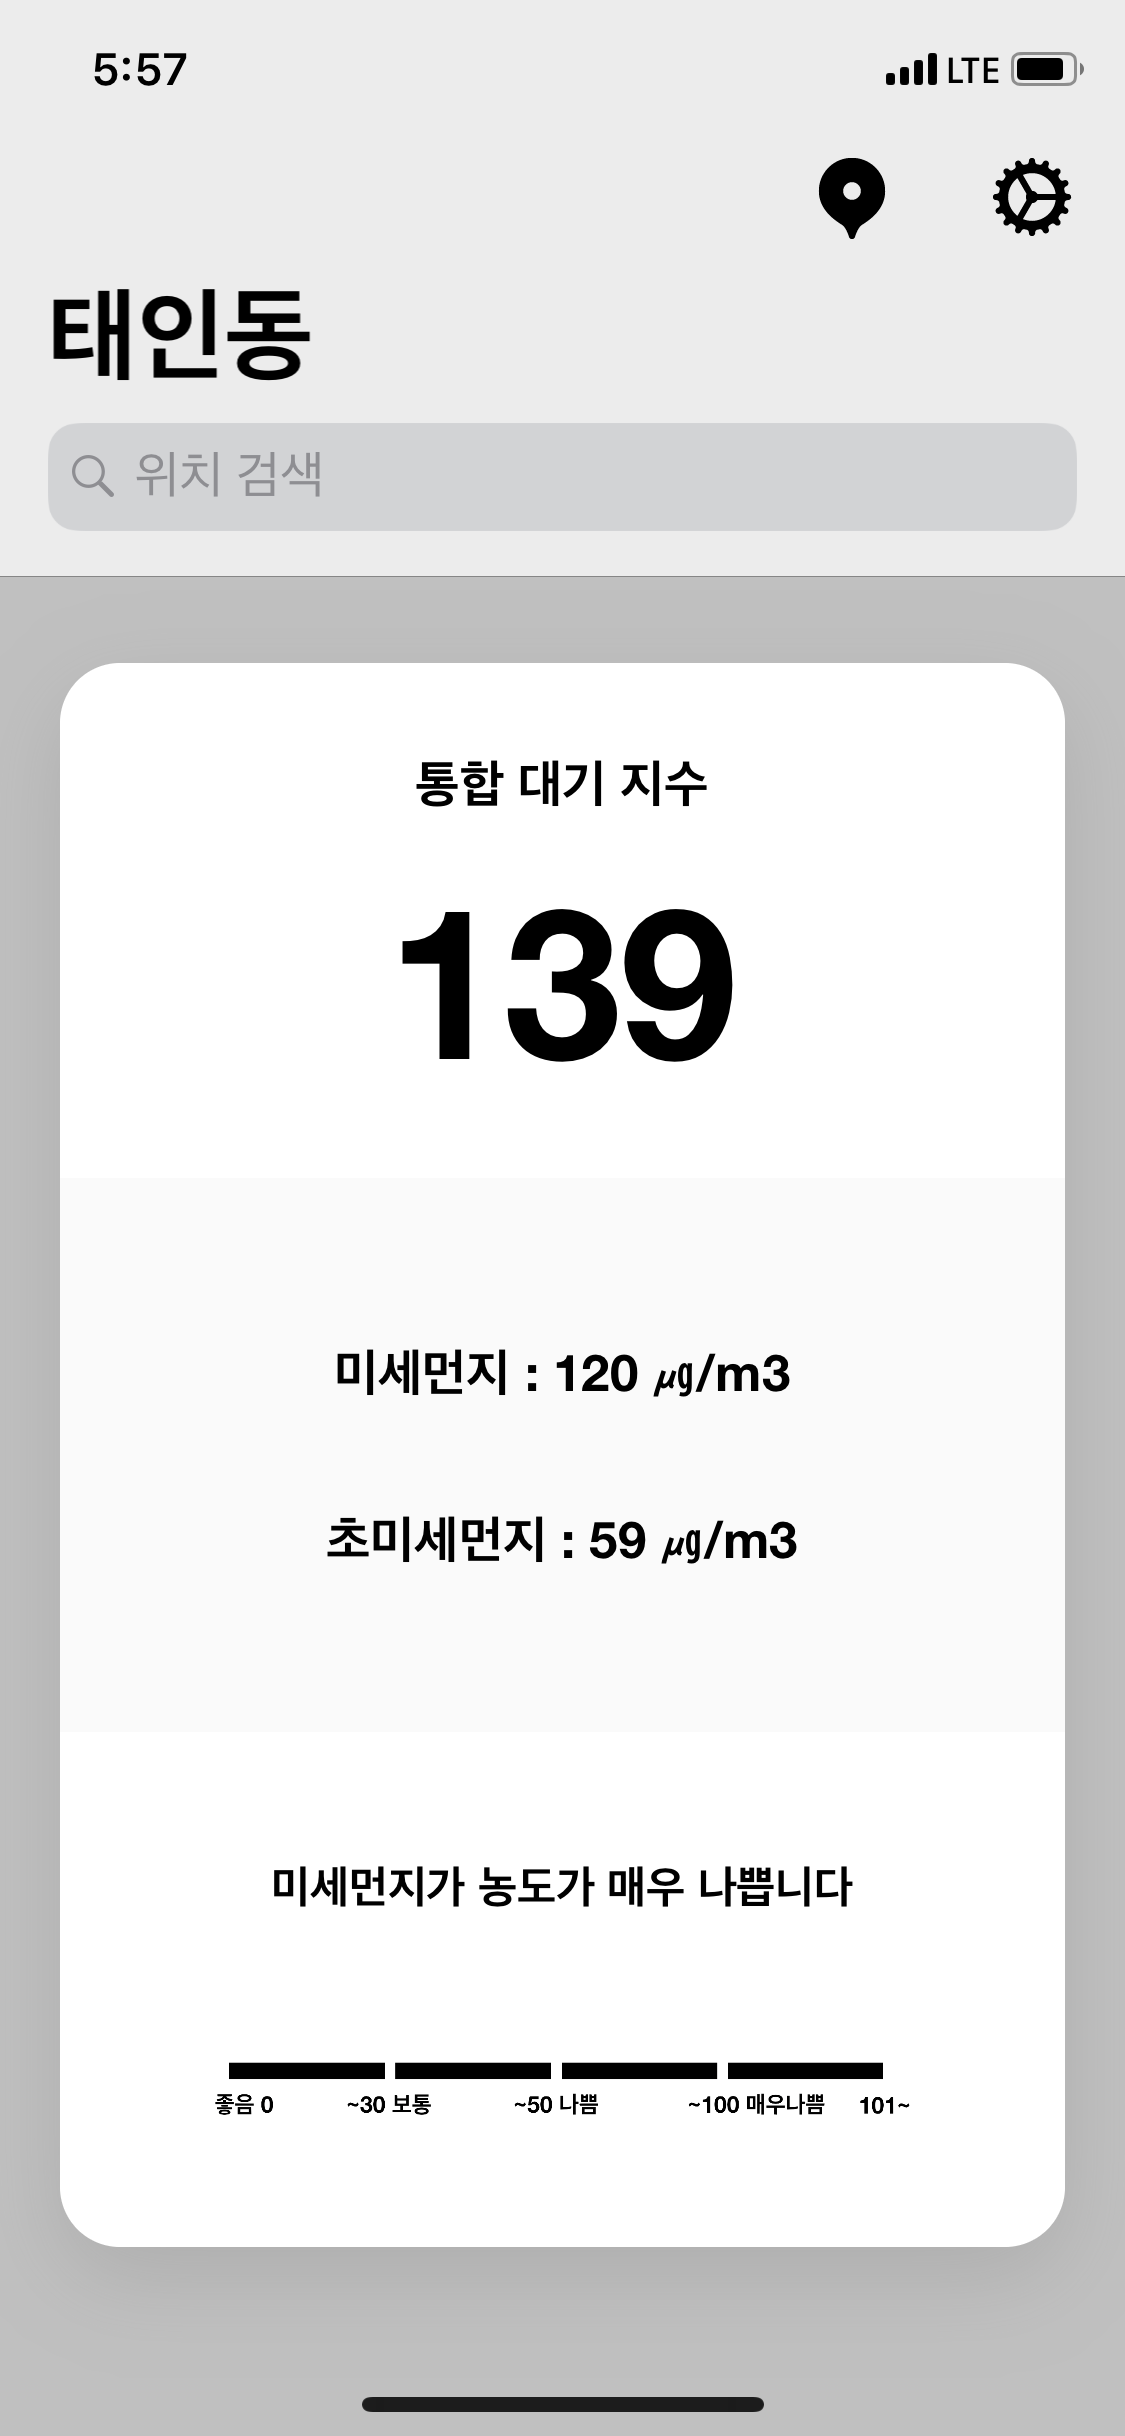 5:57 LTE
태인동
위치 검색
통합 대기 지수
139
미세먼지 : 120 ㎍/m3
초미세먼지 : 59 ㎍/m3
미세먼지가 농도가 매우 나쁩니다
좋음 0 ~30 보통 ~50 나쁨 ~100 매우나쁨 101~